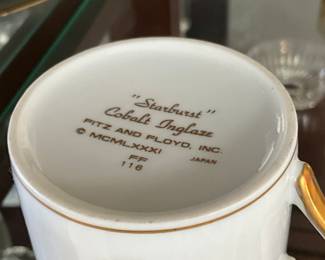 "Starburst"
Cobalt Inglaze
FITZ AND FLOYD, INC.
© MCMLXXXI
FF JAPAN
116